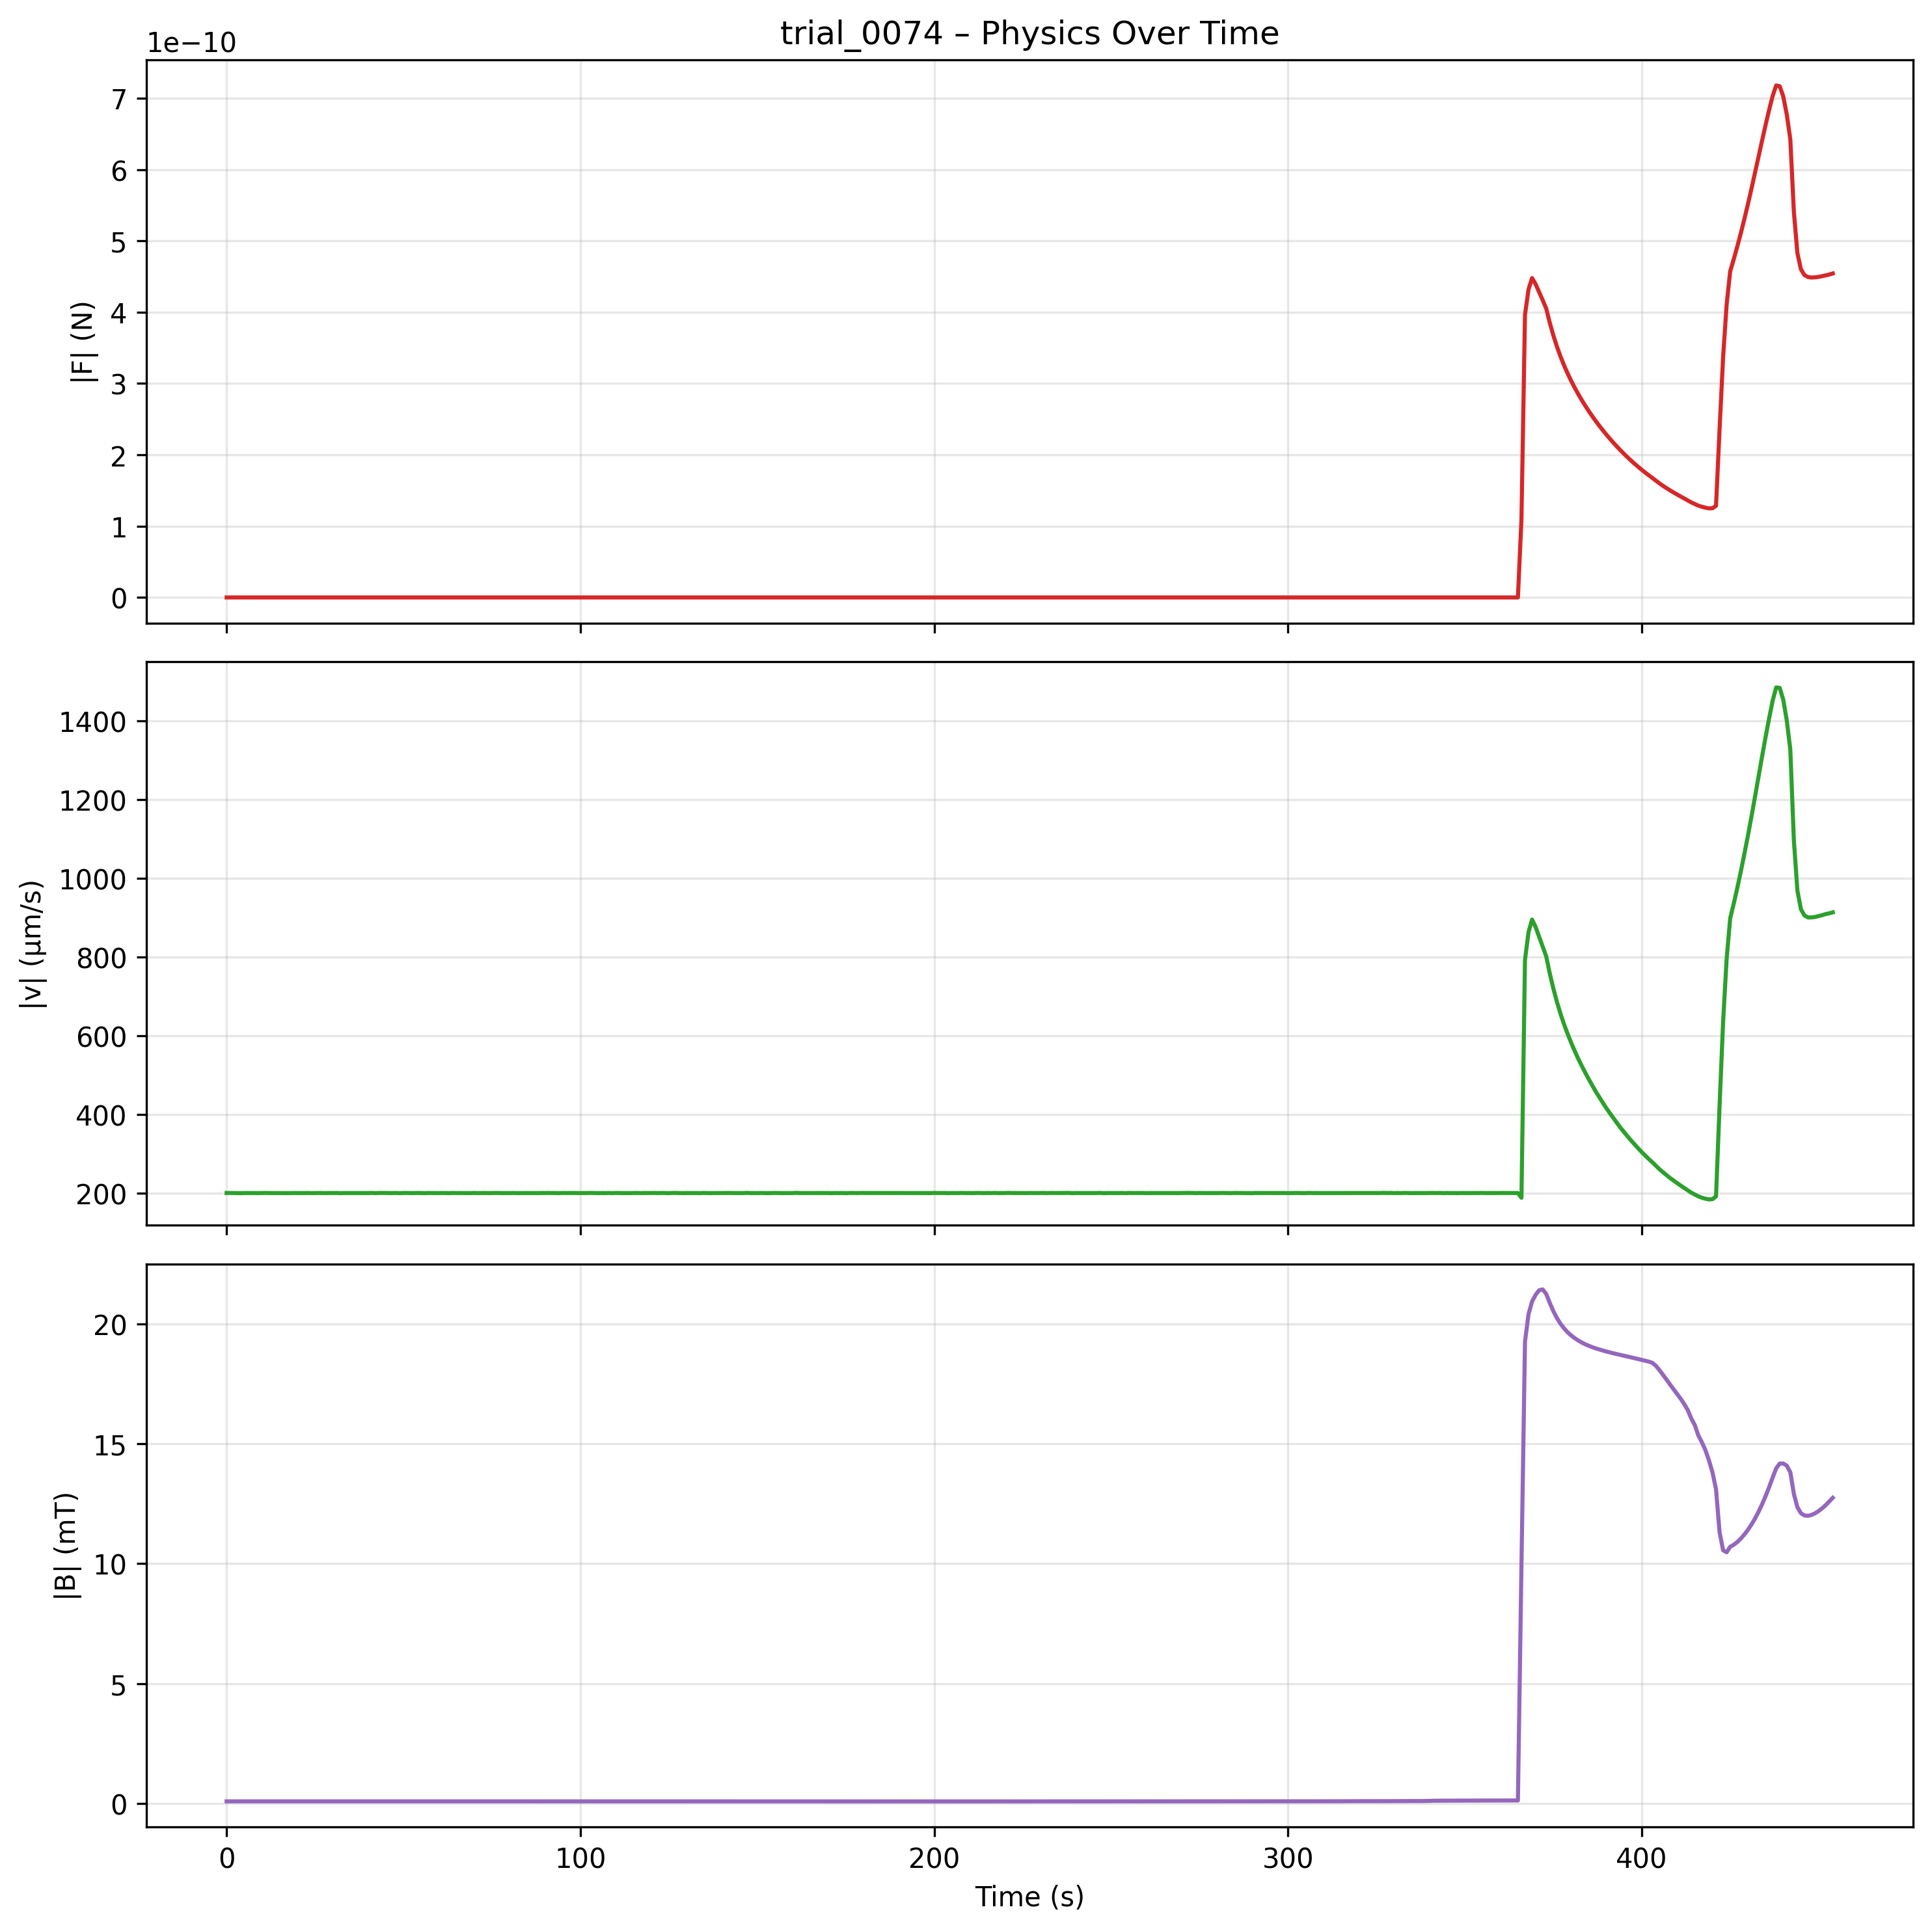 trial_0074 – Physics Over Time
1e−10
7
6
5
4
3
2
1
0
|F| (N)
1400
1200
1000
800
600
400
200
|v| (µm/s)
20
15
10
5
0
|B| (mT)
0 100 200 300 400
Time (s)